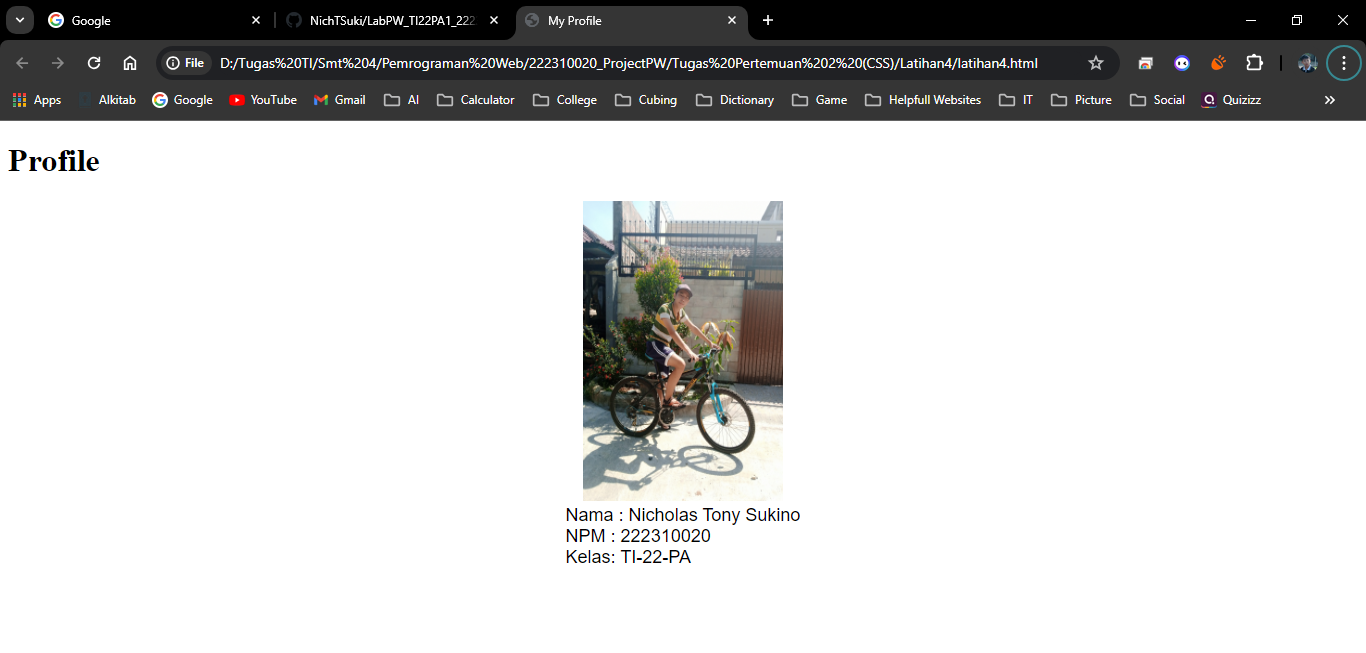 Google
NichTSuki/LabPW_TI22PA1_222
My Profile
File
D:/Tugas%20TI/Smt%204/Pemrograman%20Web/222310020_ProjectPW/Tugas%20Pertemuan%202%20(CSS)/Latihan4/latihan4.html
Apps
Alkitab
Google
YouTube
Gmail
AI
Calculator
College
Cubing
Dictionary
Game
Helpfull Websites
IT
Picture
Social
Quizizz
Profile
Nama : Nicholas Tony Sukino
NPM : 222310020
Kelas: TI-22-PA